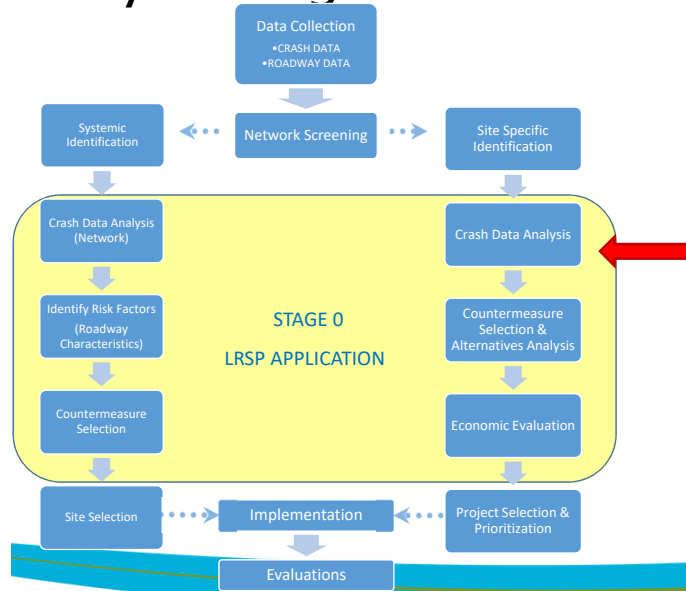 Data Collection
•CRASH DATA
•ROADWAY DATA
Systemic
Identification
Network Screening
Site Specific
Identification
Crash Data Analysis
(Network)
Crash Data Analysis
Identify Risk Factors
(Roadway
Characteristics)
STAGE 0
LRSP APPLICATION
Countermeasure
Selection &
Alternatives Analysis
Countermeasure
Selection
Economic Evaluation
Site Selection
Implementation
Project Selection &
Prioritization
Evaluations